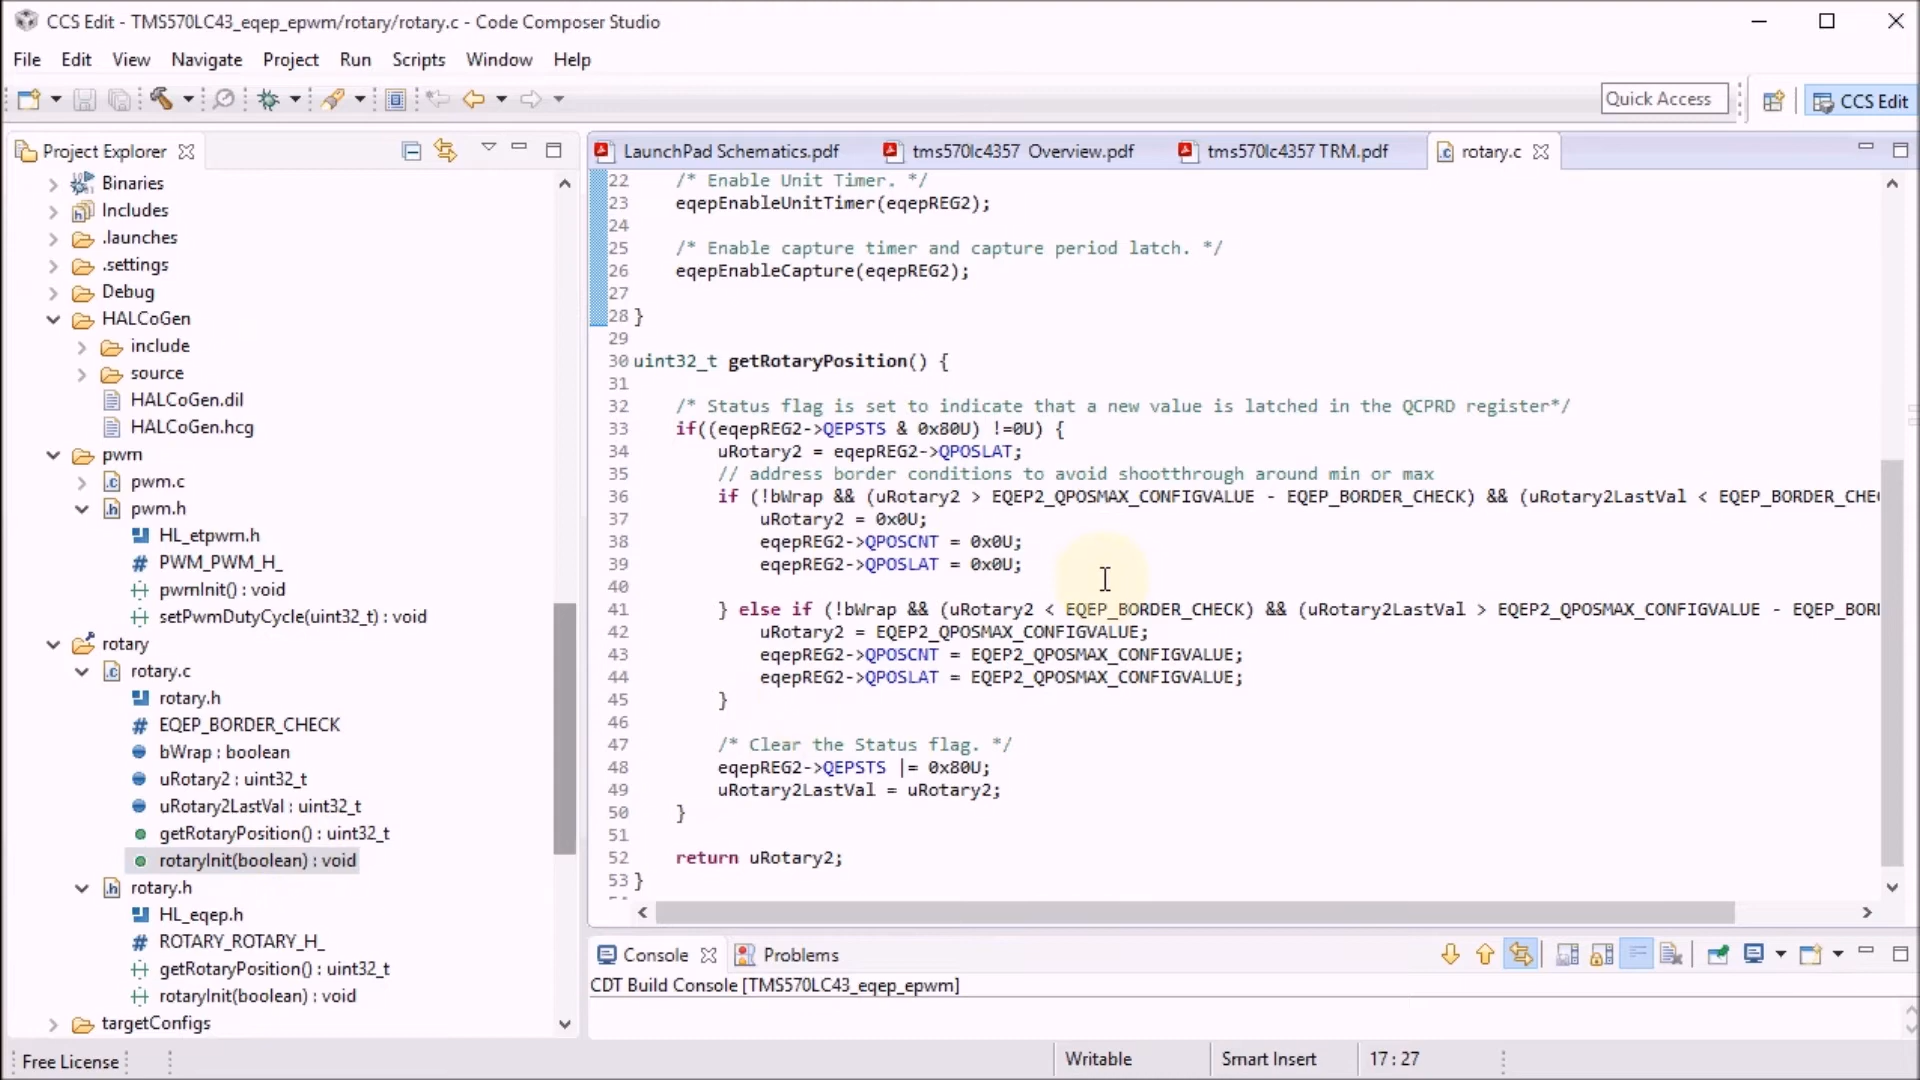 CCS Edit - TMS570LC43_eqep_epwm/rotary/rotary.c - Code Composer Studio
File Edit View Navigate Project Run Scripts Window Help
Quick Access
CCS Edit
Project Explorer
Binaries
Includes
.launches
.settings
Debug
HALCoGen
include
source
HALCoGen.dil
HALCoGen.hcg
pwm
pwm.c
pwm.h
HL_etpwm.h
PWM_PWM_H_
pwmInit() : void
setPwmDutyCycle(uint32_t) : void
rotary
rotary.c
rotary.h
EQEP_BORDER_CHECK
bWrap : boolean
uRotary2 : uint32_t
uRotary2LastVal : uint32_t
getRotaryPosition() : uint32_t
rotaryInit(boolean) : void
rotary.h
HL_eqep.h
ROTARY_ROTARY_H_
getRotaryPosition() : uint32_t
rotaryInit(boolean) : void
targetConfigs
LaunchPad Schematics.pdf
tms570lc4357 Overview.pdf
tms570lc4357 TRM.pdf
rotary.c
22 /* Enable Unit Timer. */
23 eqepEnableUnitTimer(eqepREG2);
24
25 /* Enable capture timer and capture period latch. */
26 eqepEnableCapture(eqepREG2);
27
28 }
29
30 uint32_t getRotaryPosition() {
31
32 /* Status flag is set to indicate that a new value is latched in the QCPRD register*/
33 if((eqepREG2->QEPSTS & 0x80U) !=0U) {
34 uRotary2 = eqepREG2->QPOSLAT;
35 // address border conditions to avoid shootthrough around min or max
36 if (!bWrap && (uRotary2 > EQEP2_QPOSMAX_CONFIGVALUE - EQEP_BORDER_CHECK) && (uRotary2LastVal < EQEP_BORDER_CHE
37 uRotary2 = 0x0U;
38 eqepREG2->QPOSCNT = 0x0U;
39 eqepREG2->QPOSLAT = 0x0U;
40
41 } else if (!bWrap && (uRotary2 < EQEP_BORDER_CHECK) && (uRotary2LastVal > EQEP2_QPOSMAX_CONFIGVALUE - EQEP_BOR
42 uRotary2 = EQEP2_QPOSMAX_CONFIGVALUE;
43 eqepREG2->QPOSCNT = EQEP2_QPOSMAX_CONFIGVALUE;
44 eqepREG2->QPOSLAT = EQEP2_QPOSMAX_CONFIGVALUE;
45 }
46
47 /* Clear the Status flag. */
48 eqepREG2->QEPSTS |= 0x80U;
49 uRotary2LastVal = uRotary2;
50 }
51
52 return uRotary2;
53 }
Console
Problems
CDT Build Console [TMS570LC43_eqep_epwm]
Free License
Writable
Smart Insert
17 : 27